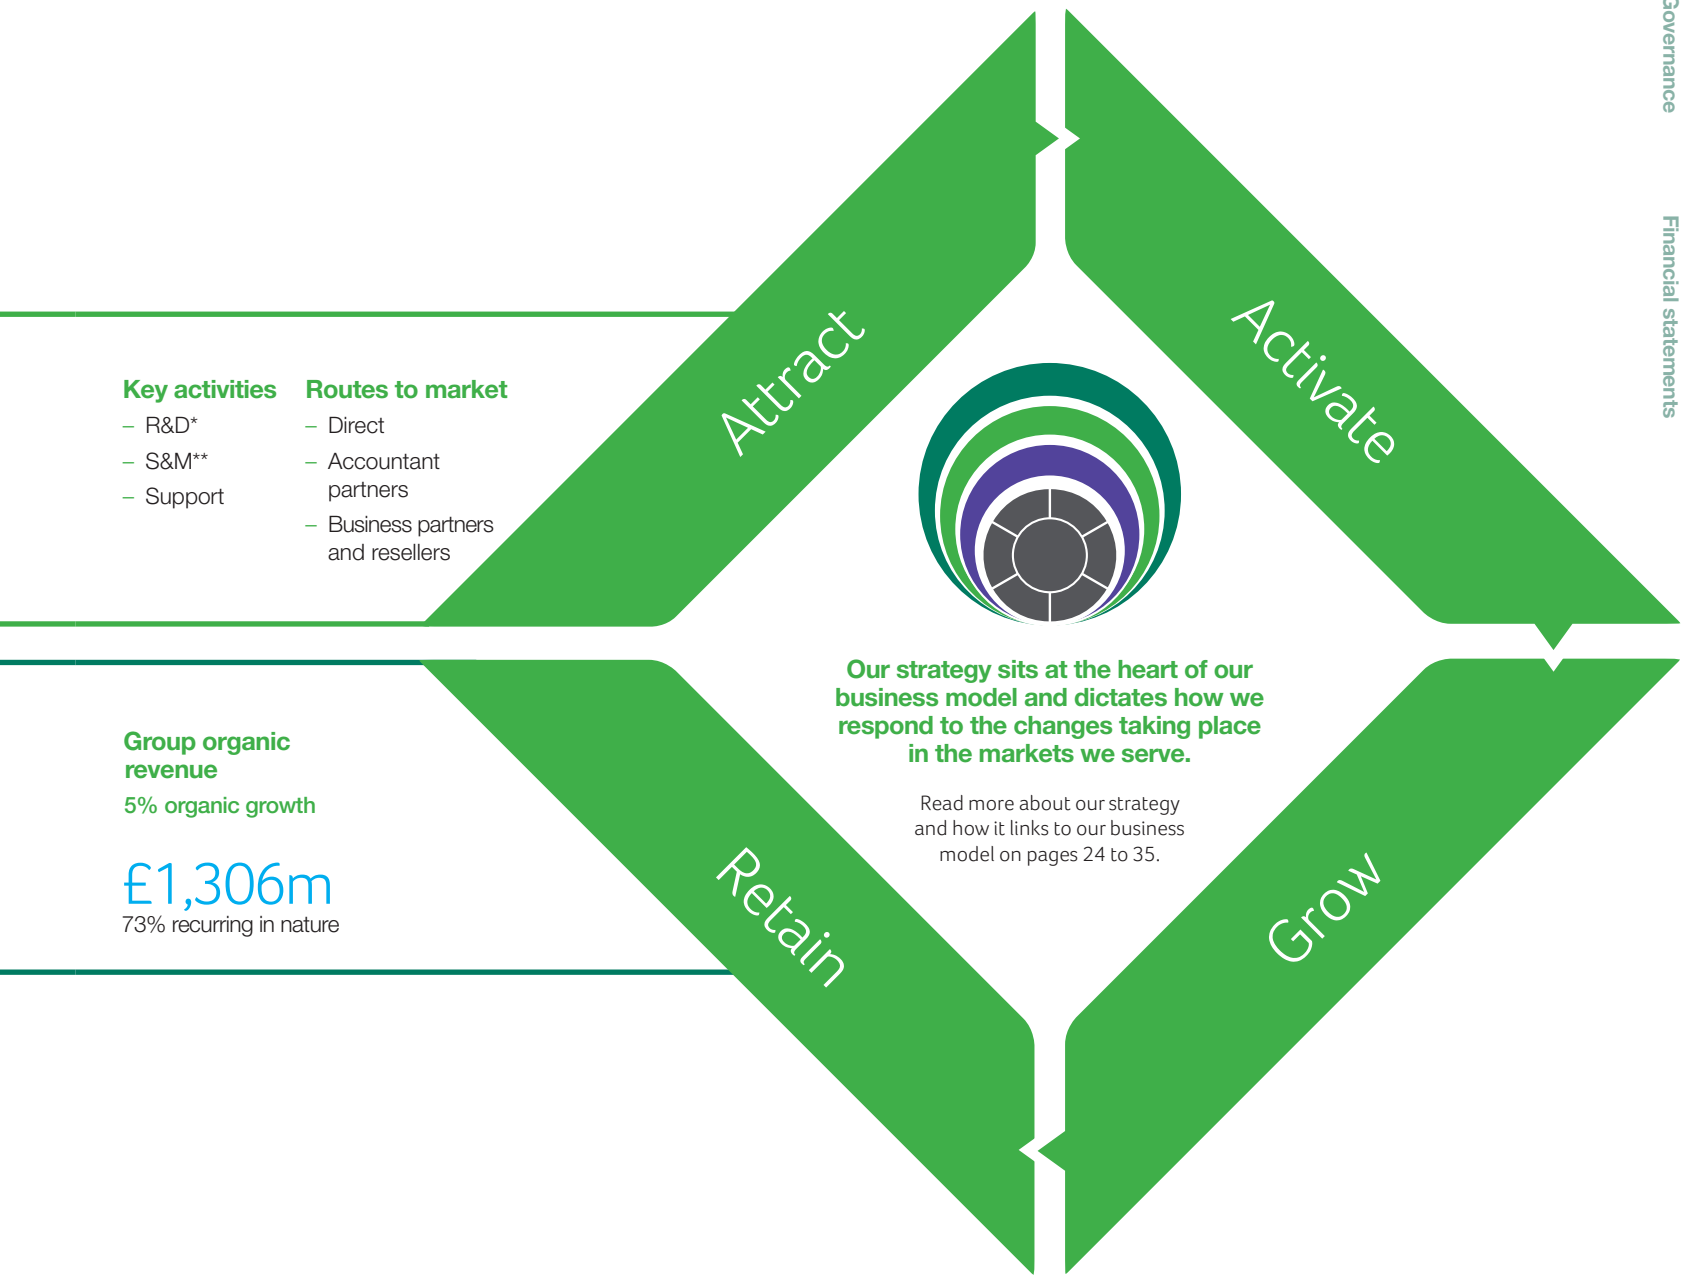 Governance
Financial statements
Attract
Activate
Key activities
– R&D*
– S&M**
– Support
Routes to market
– Direct
– Accountant
partners
– Business partners
and resellers
Our strategy sits at the heart of our
business model and dictates how we
respond to the changes taking place
in the markets we serve.
Read more about our strategy
and how it links to our business
model on pages 24 to 35.
Group organic
revenue
5% organic growth
£1,306m
73% recurring in nature
Retain
Grow